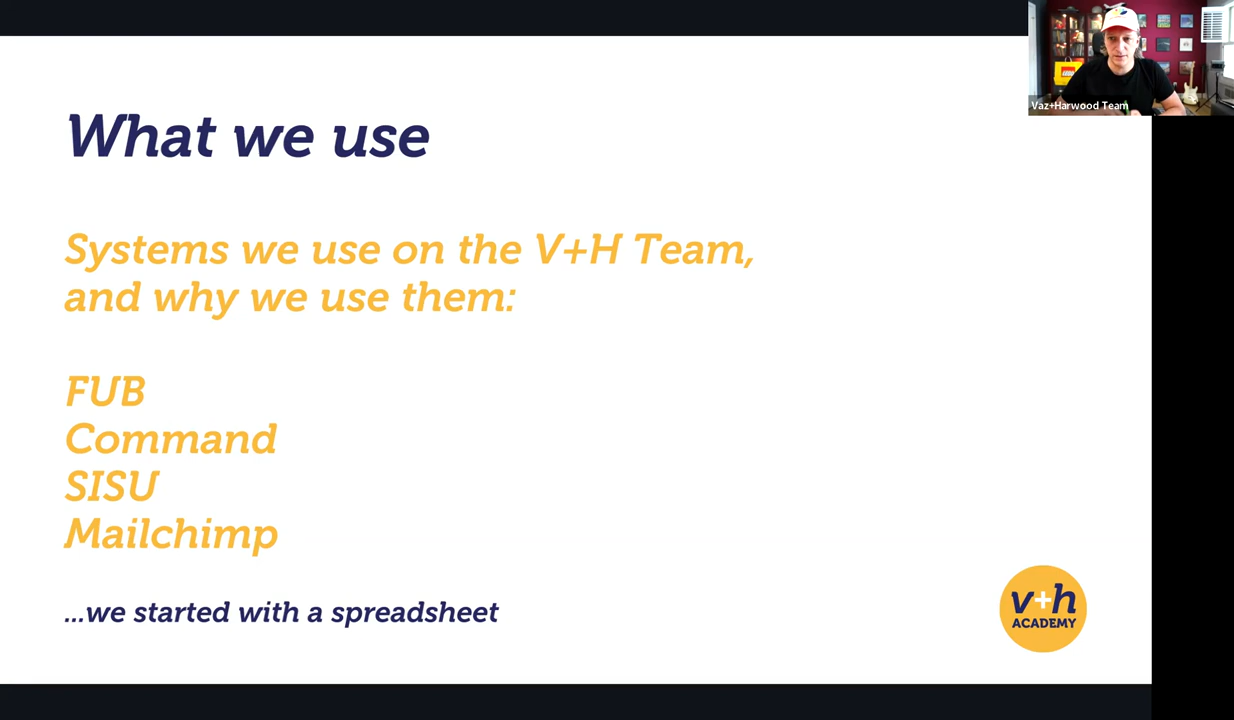 What we use
Systems we use on the V+H Team,
and why we use them:
FUB
Command
SISU
Mailchimp
...we started with a spreadsheet
v+h
ACADEMY
Vaz+Harwood Team
LEGO